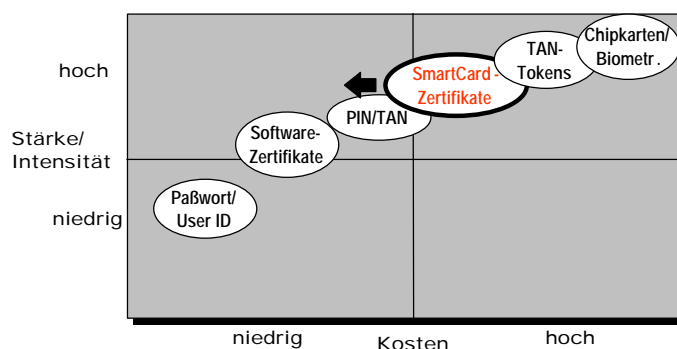 Chipkarten/
Biometr.
TAN-
Tokens
hoch
SmartCard -
Zertifikate
PIN/TAN
Software-
Zertifikate
Stärke/
Intensität
Paßwort/
User ID
niedrig
niedrig
Kosten
hoch